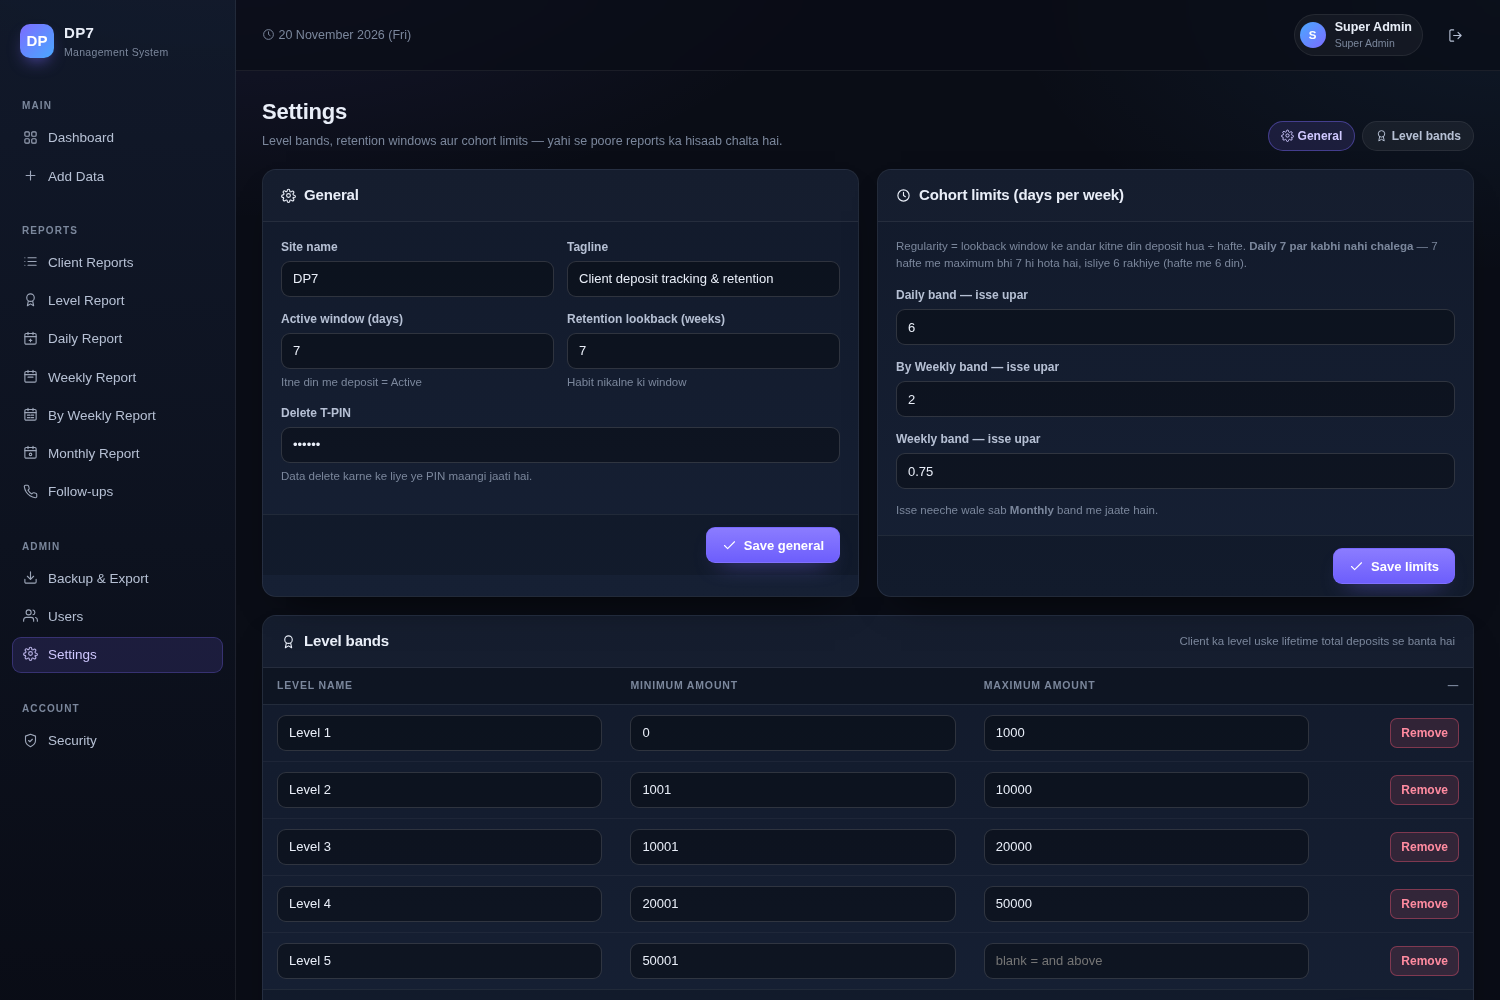 DP
DP7
Management System
MAIN
Dashboard
Add Data
REPORTS
Client Reports
Level Report
Daily Report
Weekly Report
By Weekly Report
Monthly Report
Follow-ups
ADMIN
Backup & Export
Users
Settings
ACCOUNT
Security
20 November 2026 (Fri)
S
Super Admin
Super Admin
Settings
Level bands, retention windows aur cohort limits — yahi se poore reports ka hisaab chalta hai.
General
Level bands
General
Site name
Tagline
DP7
Client deposit tracking & retention
Active window (days)
Retention lookback (weeks)
7
7
Itne din me deposit = Active
Habit nikalne ki window
Delete T-PIN
••••••
Data delete karne ke liye ye PIN maangi jaati hai.
Save general
Cohort limits (days per week)
Regularity = lookback window ke andar kitne din deposit hua ÷ hafte. Daily 7 par kabhi nahi chalega — 7
hafte me maximum bhi 7 hi hota hai, isliye 6 rakhiye (hafte me 6 din).
Daily band — isse upar
6
By Weekly band — isse upar
2
Weekly band — isse upar
0.75
Isse neeche wale sab Monthly band me jaate hain.
Save limits
Level bands
Client ka level uske lifetime total deposits se banta hai
LEVEL NAME
MINIMUM AMOUNT
MAXIMUM AMOUNT
—
Level 1
0
1000
Remove
Level 2
1001
10000
Remove
Level 3
10001
20000
Remove
Level 4
20001
50000
Remove
Level 5
50001
blank = and above
Remove